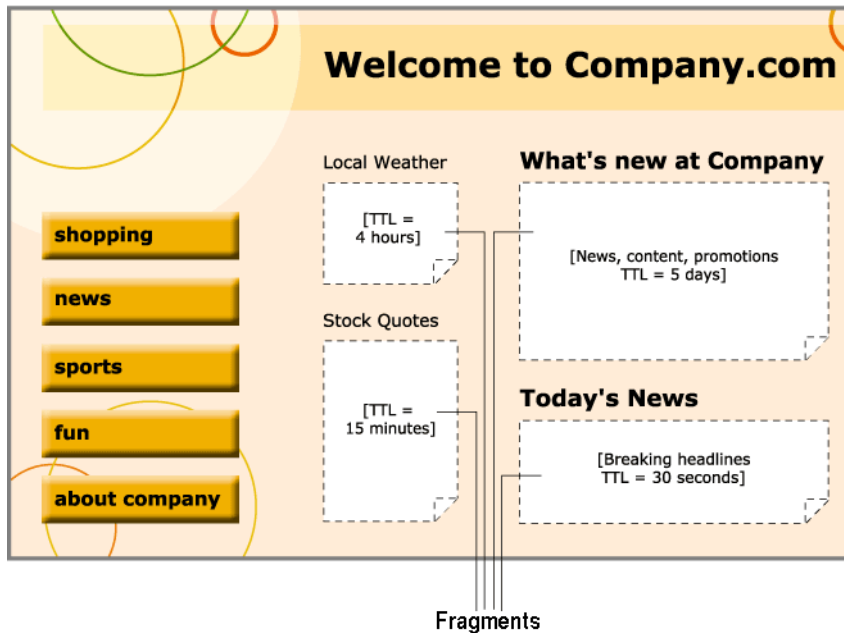 Welcome to Company.com
Local Weather
[TTL =
4 hours]
What's new at Company
[News, content, promotions
TTL = 5 days]
shopping
news
sports
fun
about company
Stock Quotes
[TTL =
15 minutes]
Today's News
[Breaking headlines
TTL = 30 seconds]
Fragments